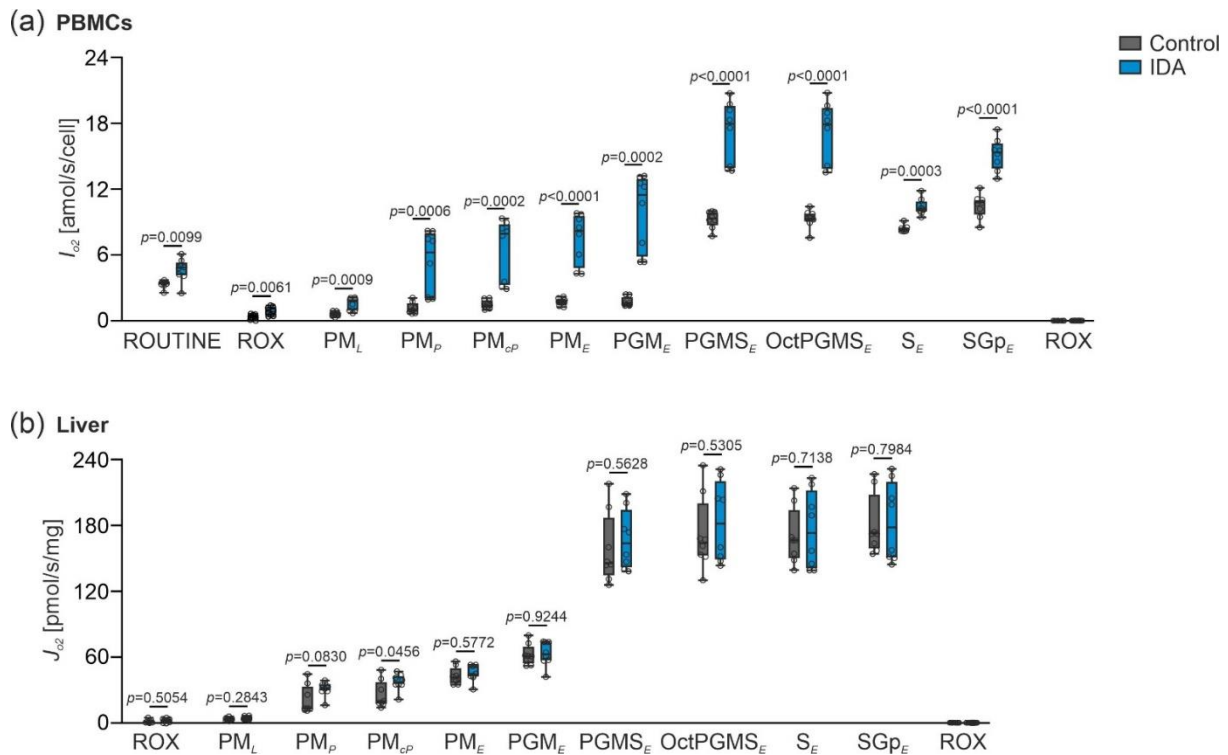 (a) PBMCs
Control
IDA
I_O2 [amol/s/cell]
24
18
12
6
0
p=0.0099
p=0.0061
p=0.0009
p=0.0006
p=0.0002
p<0.0001
p=0.0002
p<0.0001
p<0.0001
p=0.0003
p<0.0001
ROUTINE ROX PM_L PM_P PM_cP PM_E PGM_E PGMS_E OctPGMS_E S_E SGp_E ROX
(b) Liver
J_O2 [pmol/s/mg]
240
180
120
60
0
p=0.5054
p=0.2843
p=0.0830
p=0.0456
p=0.5772
p=0.9244
p=0.5628
p=0.5305
p=0.7138
p=0.7984
ROX PM_L PM_P PM_cP PM_E PGM_E PGMS_E OctPGMS_E S_E SGp_E ROX